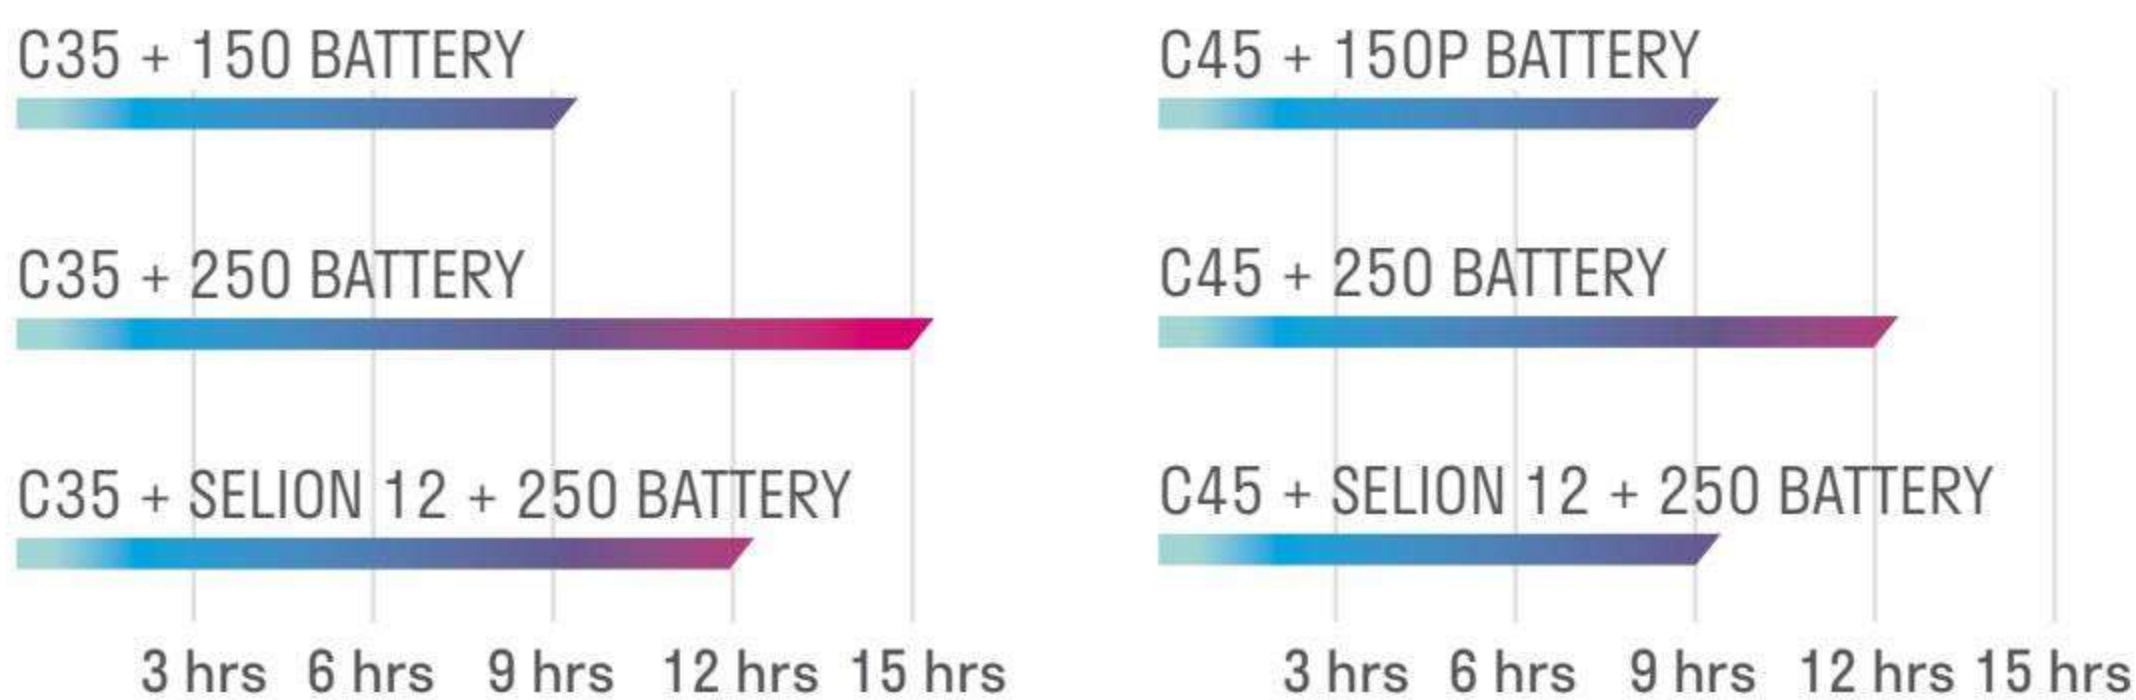 C35 + 150 BATTERY
C35 + 250 BATTERY
C35 + SELION 12 + 250 BATTERY
3 hrs 6 hrs 9 hrs 12 hrs 15 hrs
C45 + 150P BATTERY
C45 + 250 BATTERY
C45 + SELION 12 + 250 BATTERY
3 hrs 6 hrs 9 hrs 12 hrs 15 hrs